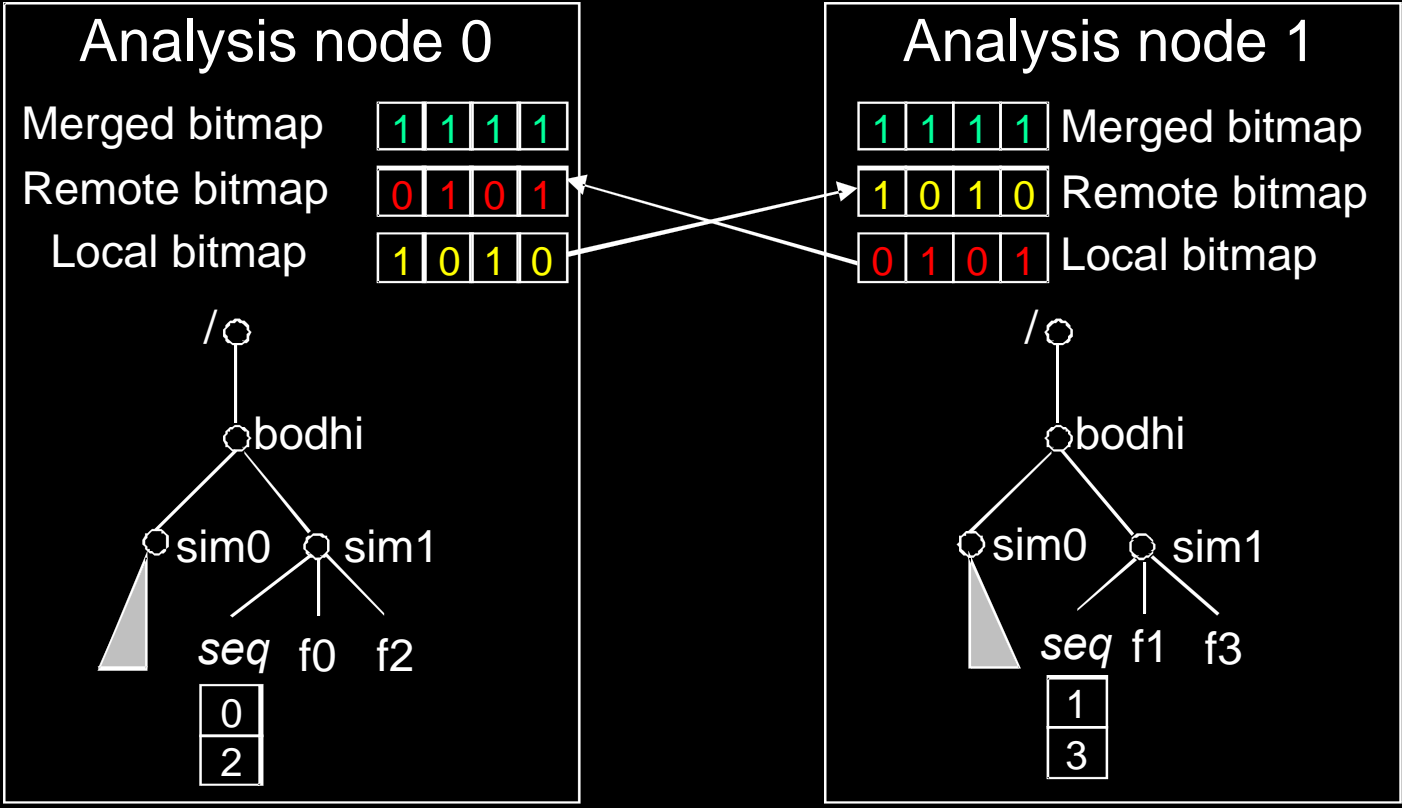 Analysis node 0
Merged bitmap 1 1 1 1
Remote bitmap 0 1 0 1
Local bitmap 1 0 1 0
/
bodhi
sim0 sim1
seq f0 f2
0
2
Analysis node 1
1 1 1 1 Merged bitmap
1 0 1 0 Remote bitmap
0 1 0 1 Local bitmap
/
bodhi
sim0 sim1
seq f1 f3
1
3